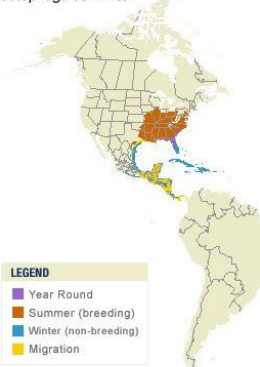 LEGEND
Year Round
Summer (breeding)
Winter (non-breeding)
Migration